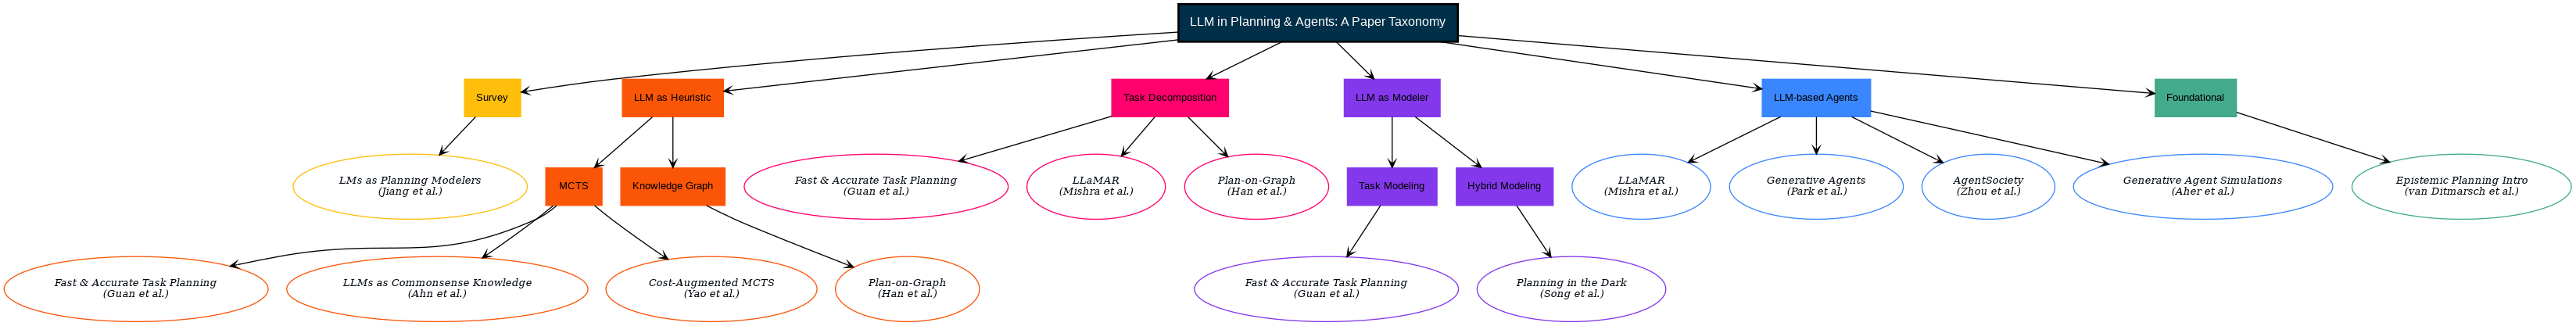 LLM in Planning & Agents: A Paper Taxonomy
Survey
LLM as Heuristic
Task Decomposition
LLM as Modeler
LLM-based Agents
Foundational
LMs as Planning Modelers
(Jiang et al.)
MCTS
Knowledge Graph
Fast & Accurate Task Planning
(Guan et al.)
LLaMAR
(Mishra et al.)
Plan-on-Graph
(Han et al.)
Task Modeling
Hybrid Modeling
LLaMAR
(Mishra et al.)
Generative Agents
(Park et al.)
AgentSociety
(Zhou et al.)
Generative Agent Simulations
(Aher et al.)
Epistemic Planning Intro
(van Ditmarsch et al.)
Fast & Accurate Task Planning
(Guan et al.)
LLMs as Commonsense Knowledge
(Ahn et al.)
Cost-Augmented MCTS
(Yao et al.)
Plan-on-Graph
(Han et al.)
Fast & Accurate Task Planning
(Guan et al.)
Planning in the Dark
(Song et al.)